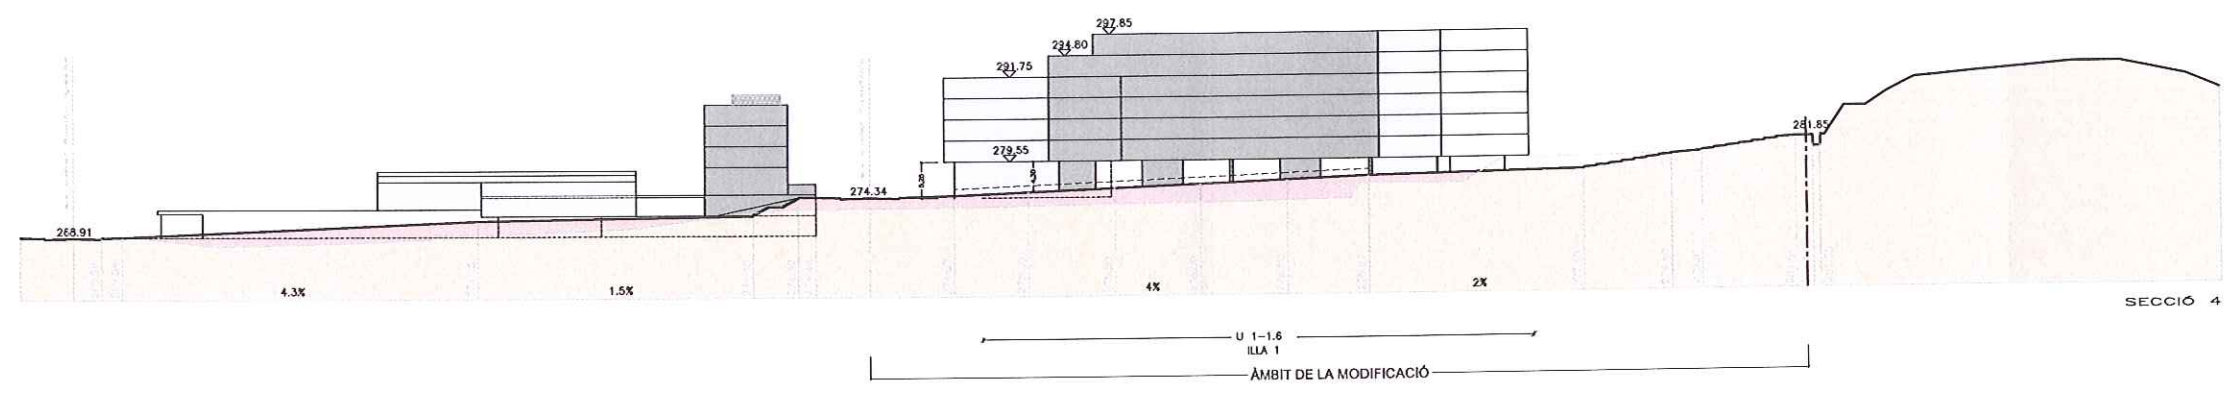 297.85
294.80
291.75
279.55
281.85
274.34
268.91
4.3%
1.5%
4%
2%
SECCIÓ 4
U 1-1.6
ILLA 1
ÀMBIT DE LA MODIFICACIÓ